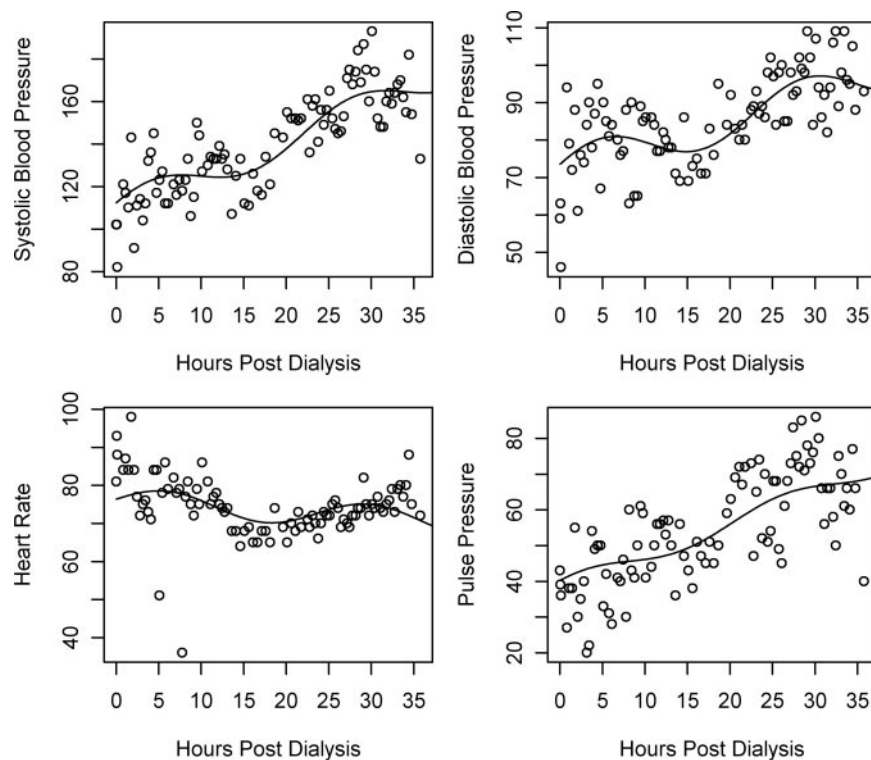 Systolic Blood Pressure
80 120 160
0 5 10 15 20 25 30 35
Hours Post Dialysis
Diastolic Blood Pressure
50 70 90 110
0 5 10 15 20 25 30 35
Hours Post Dialysis
Heart Rate
40 60 80 100
0 5 10 15 20 25 30 35
Hours Post Dialysis
Pulse Pressure
20 40 60 80
0 5 10 15 20 25 30 35
Hours Post Dialysis